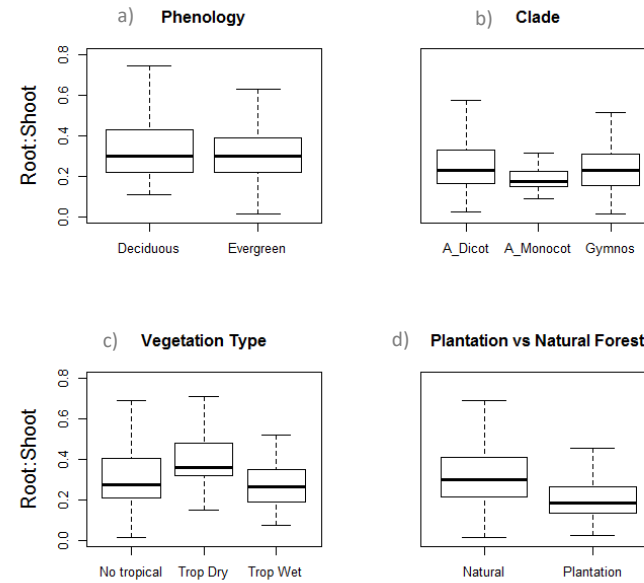 a) Phenology
b) Clade
Root:Shoot
0.8
0.6
0.4
0.2
0.0
Deciduous Evergreen
A_Dicot A_Monocot Gymnos
c) Vegetation Type
d) Plantation vs Natural Forest
Root:Shoot
0.8
0.6
0.4
0.2
0.0
No tropical Trop Dry Trop Wet
Natural Plantation